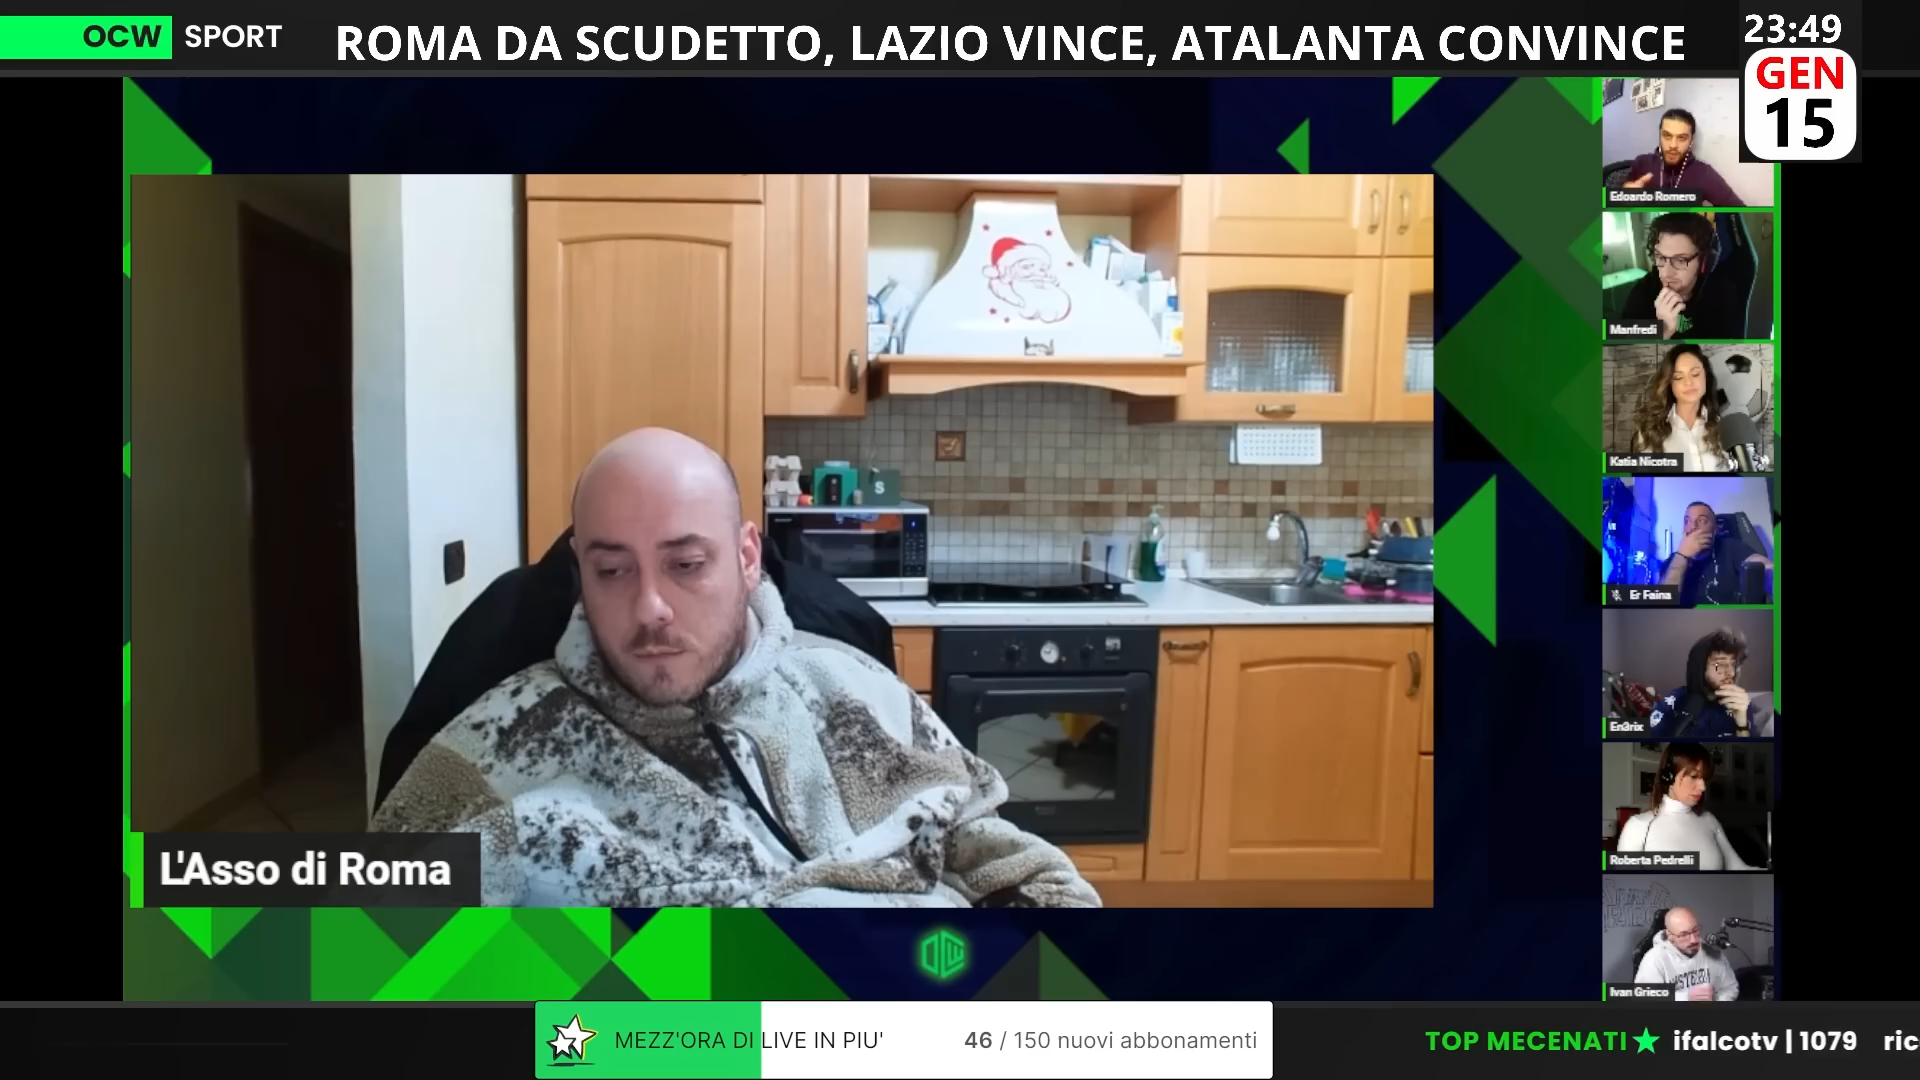 OCW SPORT
ROMA DA SCUDETTO, LAZIO VINCE, ATALANTA CONVINCE
23:49
GEN
15
Edoardo Romero
Manfredi
Katia Nicotra
Er Faina
En3rix
Roberta Pedrelli
Ivan Grieco
S
L'Asso di Roma
MEZZ'ORA DI LIVE IN PIU'
46 / 150 nuovi abbonamenti
TOP MECENATI ifalcotv | 1079 ric